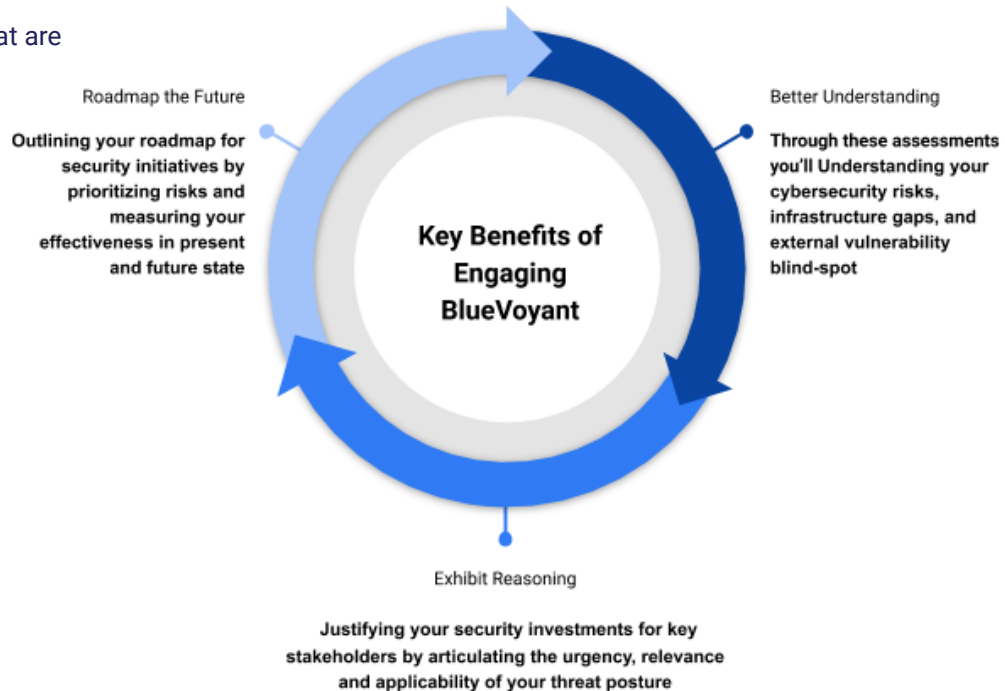 at are
Roadmap the Future
Outlining your roadmap for
security initiatives by
prioritizing risks and
measuring your
effectiveness in present
and future state
Key Benefits of
Engaging
BlueVoyant
Better Understanding
Through these assessments
you'll Understanding your
cybersecurity risks,
infrastructure gaps, and
external vulnerability
blind-spot
Exhibit Reasoning
Justifying your security investments for key
stakeholders by articulating the urgency, relevance
and applicability of your threat posture